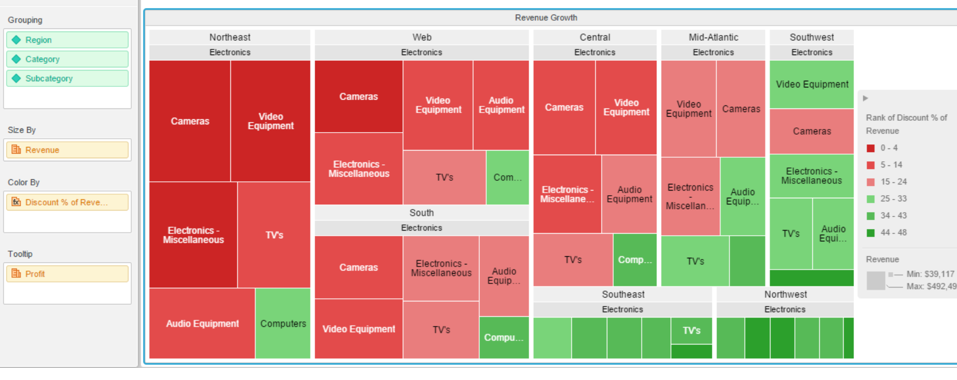 Grouping
Region
Category
Subcategory
Size By
Revenue
Color By
Discount % of Reve...
Tooltip
Profit
Revenue Growth
Northeast
Electronics
Cameras
Video
Equipment
Electronics -
Miscellaneous
TV's
Audio Equipment
Computers
Web
Electronics
Cameras
Video
Equipment
Audio
Equipment
Electronics -
Miscellaneous
TV's
Com...
South
Electronics
Cameras
Electronics -
Miscellaneous
Audio
Equip...
Video Equipment
TV's
Compu...
Central
Electronics
Cameras
Video
Equipment
Electronics -
Miscellane...
Audio
Equipment
TV's
Comp...
Mid-Atlantic
Electronics
Video
Equipment
Cameras
Electronics -
Miscellan...
Audio
Equip...
TV's
Southwest
Electronics
Video Equipment
Cameras
Electronics -
Miscellaneous
TV's
Audio
Equi...
Southeast
Electronics
TV's
Northwest
Electronics
Rank of Discount % of
Revenue
0 - 4
5 - 14
15 - 24
25 - 33
34 - 43
44 - 48
Revenue
Min: $39,117
Max: $492,49